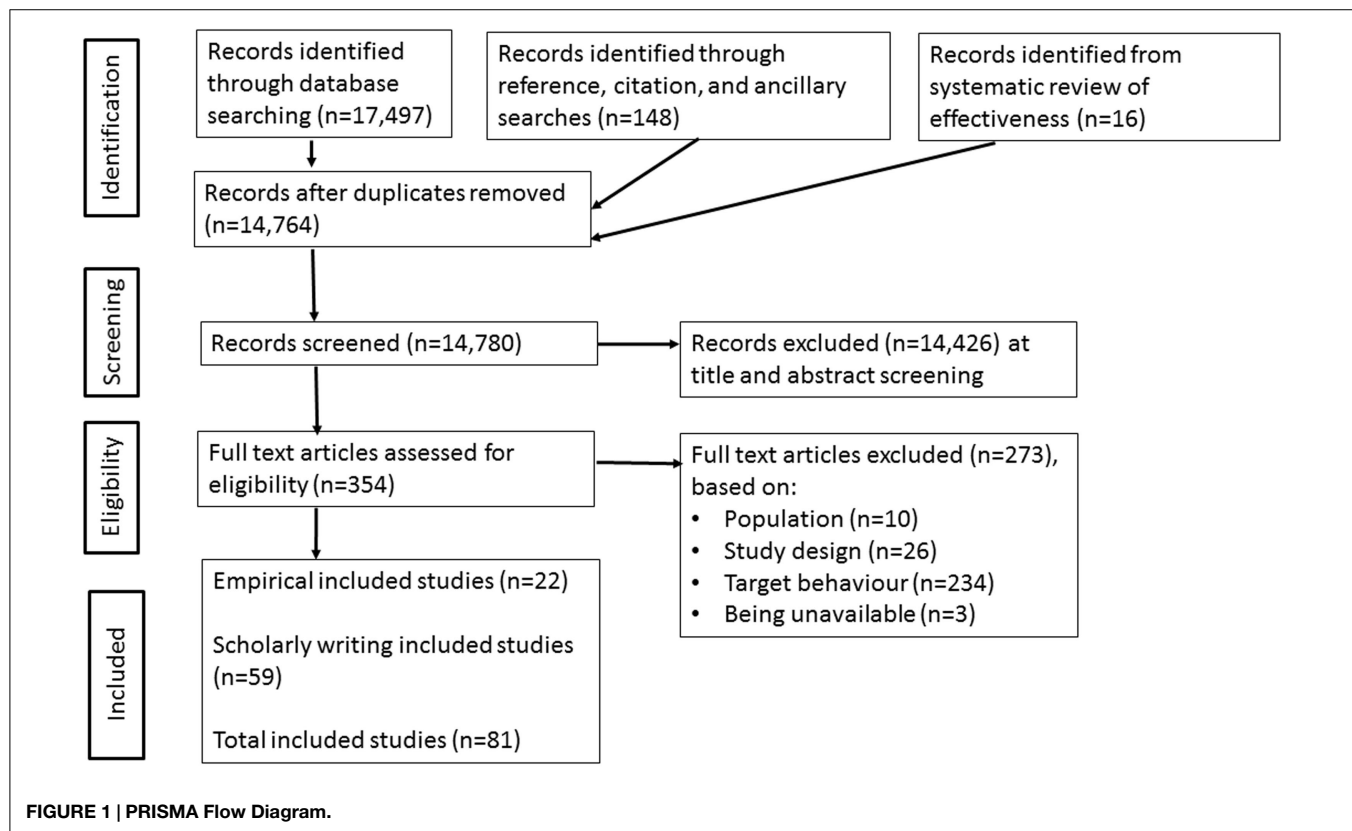 Identification
Records identified
through database
searching (n=17,497)
Records identified through
reference, citation, and ancillary
searches (n=148)
Records identified from
systematic review of
effectiveness (n=16)
Records after duplicates removed
(n=14,764)
Screening
Records screened (n=14,780)
Records excluded (n=14,426) at
title and abstract screening
Eligibility
Full text articles assessed for
eligibility (n=354)
Full text articles excluded (n=273),
based on:
• Population (n=10)
• Study design (n=26)
• Target behaviour (n=234)
• Being unavailable (n=3)
Included
Empirical included studies (n=22)
Scholarly writing included studies
(n=59)
Total included studies (n=81)
FIGURE 1 | PRISMA Flow Diagram.